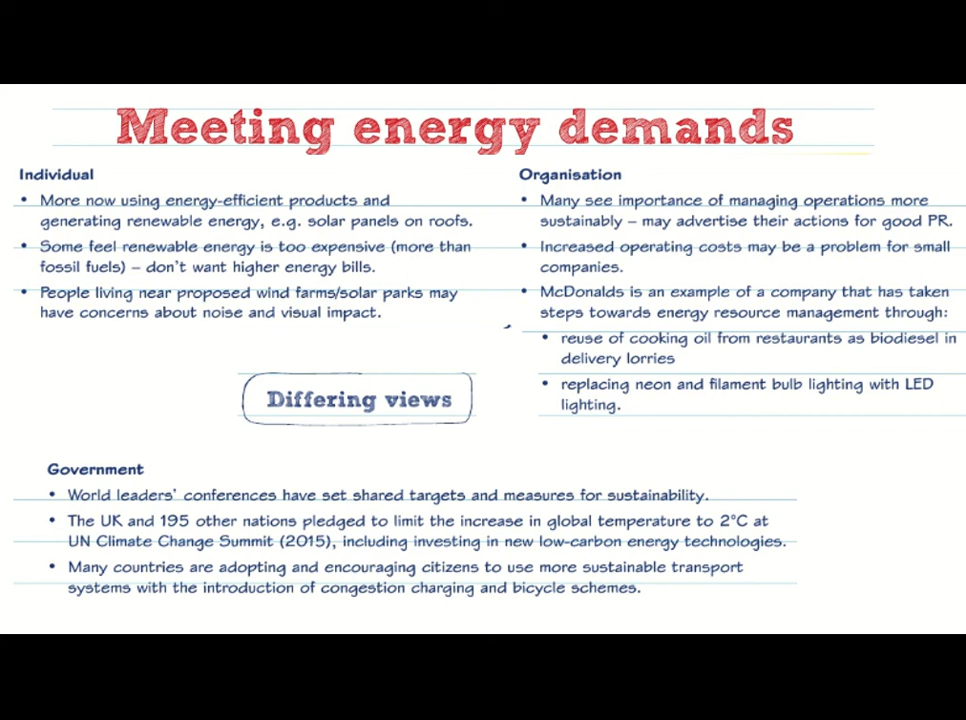 Meeting energy demands
Individual
• More now using energy-efficient products and
generating renewable energy, e.g. solar panels on roofs.
• Some feel renewable energy is too expensive (more than
fossil fuels) – don't want higher energy bills.
• People living near proposed wind farms/solar parks may
have concerns about noise and visual impact.
Organisation
• Many see importance of managing operations more
sustainably – may advertise their actions for good PR.
• Increased operating costs may be a problem for small
companies.
• McDonalds is an example of a company that has taken
steps towards energy resource management through:
• reuse of cooking oil from restaurants as biodiesel in
delivery lorries
• replacing neon and filament bulb lighting with LED
lighting.
Differing views
Government
• World leaders' conferences have set shared targets and measures for sustainability.
• The UK and 195 other nations pledged to limit the increase in global temperature to 2°C at
UN Climate Change Summit (2015), including investing in new low-carbon energy technologies.
• Many countries are adopting and encouraging citizens to use more sustainable transport
systems with the introduction of congestion charging and bicycle schemes.